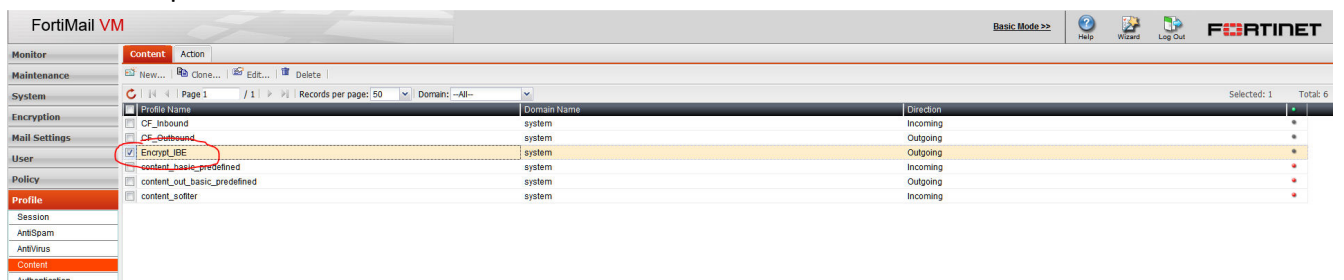 FortiMail VM
Basic Mode >>
Help
Wizard
Log Out
FORTINET
Monitor
Maintenance
System
Encryption
Mail Settings
User
Policy
Profile
Session
AntiSpam
AntiVirus
Content
Authentication
Content Action
New... Clone... Edit... Delete
Page 1 / 1 Records per page: 50 Domain: --All-- Selected: 1 Total: 6
Profile Name Domain Name Direction
CF_Inbound system Incoming
CF_Outbound system Outgoing
Encrypt_IBE system Outgoing
content_basic_predefined system Incoming
content_out_basic_predefined system Outgoing
content_sofiter system Incoming